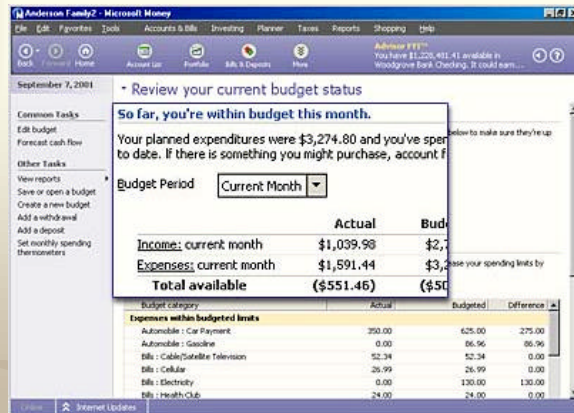 Anderson Family2 - Microsoft Money
File Edit Favorites Tools Accounts & Bills Investing Planner Taxes Reports Shopping Help
Back Forward Home Account List Portfolio Bills & Deposits More
Advisor FYI™
You have $1,228,481.41 available in
Woodgrove Bank Checking. It could earn...
September 7, 2001
Common Tasks
Edit budget
Forecast cash flow
Other Tasks
View reports
Save or open a budget
Create a new budget
Add a withdrawal
Add a deposit
Set monthly spending
thermometers
Review your current budget status
So far, you're within budget this month.
Your planned expenditures were $3,274.80 and you've spen
to date. If there is something you might purchase, account f
below to make sure they're up
Budget Period Current Month
Actual Bud
Income: current month $1,039.98 $2,7
Expenses: current month $1,591.44 $3,2
Total available ($551.46) ($50
ease your spending limits by
Budget category Actual Budgeted Difference
Expenses within budgeted limits
Automobile : Car Payment 350.00 625.00 275.00
Automobile : Gasoline 0.00 86.96 86.96
Bills : Cable/Satellite Television 52.34 52.34 0.00
Bills : Cellular 26.99 26.99 0.00
Bills : Electricity 0.00 130.00 130.00
Bills : Health Club 24.00 24.00 0.00
Online Internet Updates